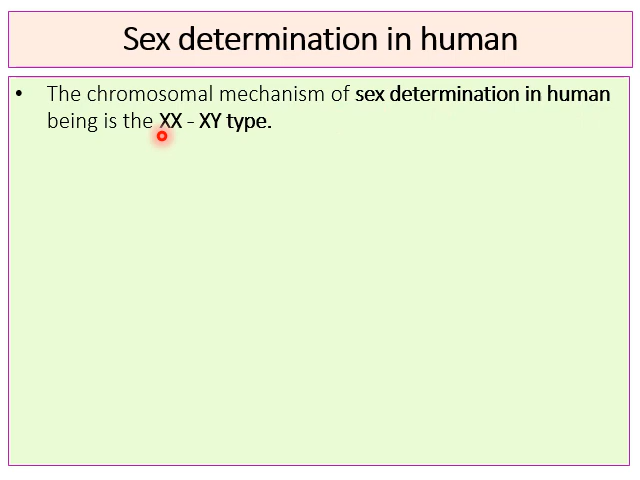 Sex determination in human
• The chromosomal mechanism of sex determination in human
being is the XX - XY type.